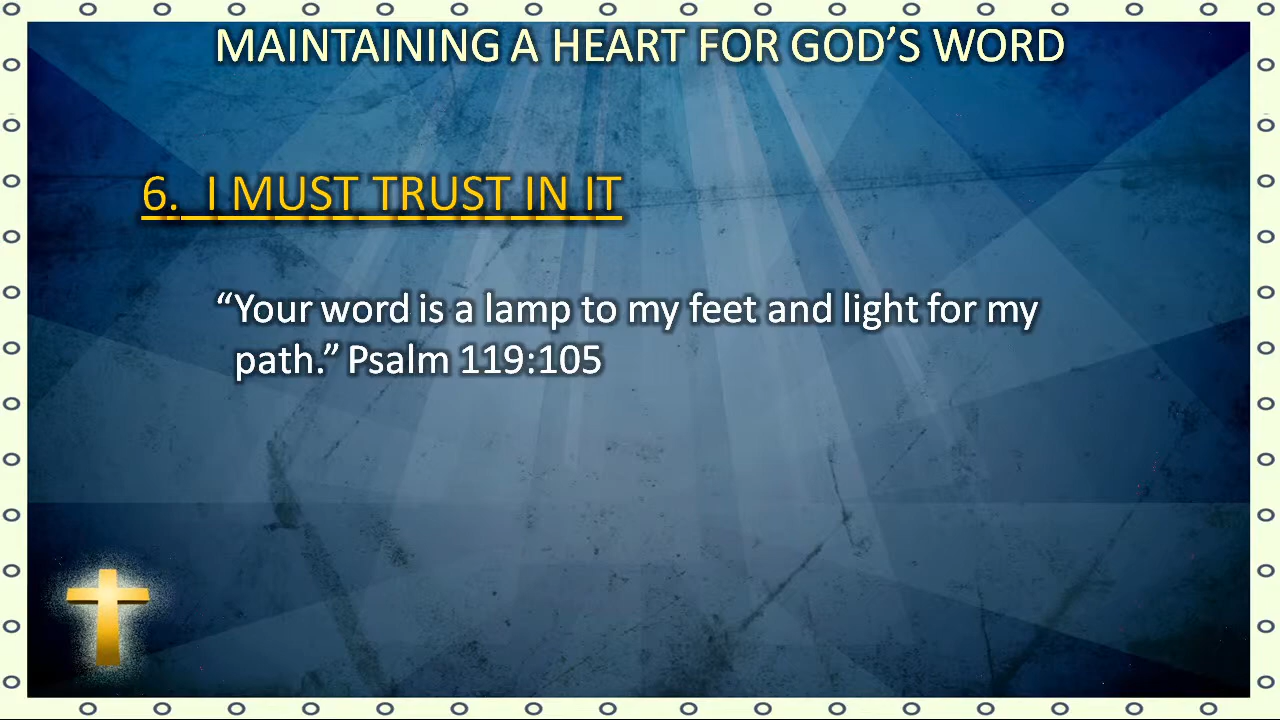 MAINTAINING A HEART FOR GOD’S WORD
6. I MUST TRUST IN IT
“Your word is a lamp to my feet and light for my
path.” Psalm 119:105